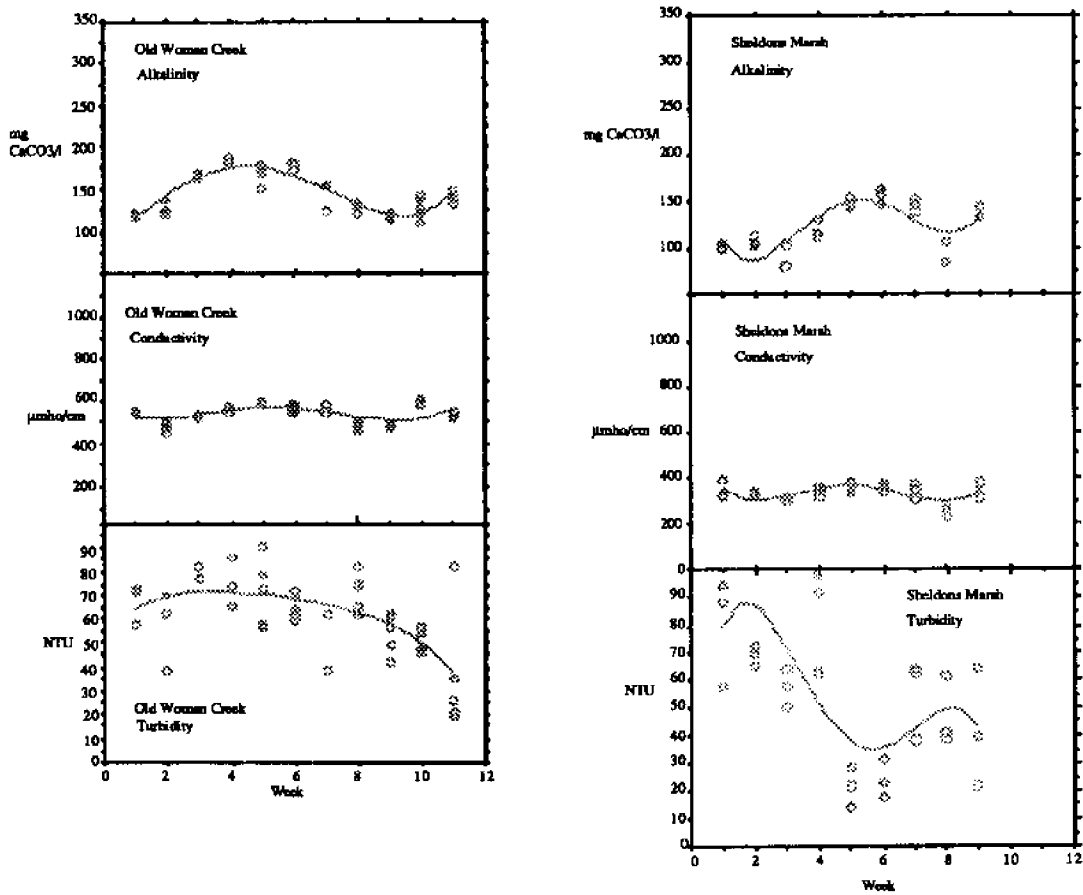 350
300
250
200
150
100
Old Woman Creek
Alkalinity
mg
CaCO3/l
1000
800
600
400
200
Old Woman Creek
Conductivity
µmho/cm
90
80
70
60
50
40
30
20
10
0
NTU
Old Woman Creek
Turbidity
0 2 4 6 8 10 12
Week
350
300
250
200
150
100
Sheldons Marsh
Alkalinity
mg CaCO3/l
1000
800
600
400
200
0
Sheldons Marsh
Conductivity
µmho/cm
90
80
70
60
50
40
30
20
10
0
Sheldons Marsh
Turbidity
NTU
0 2 4 6 8 10 12
Week